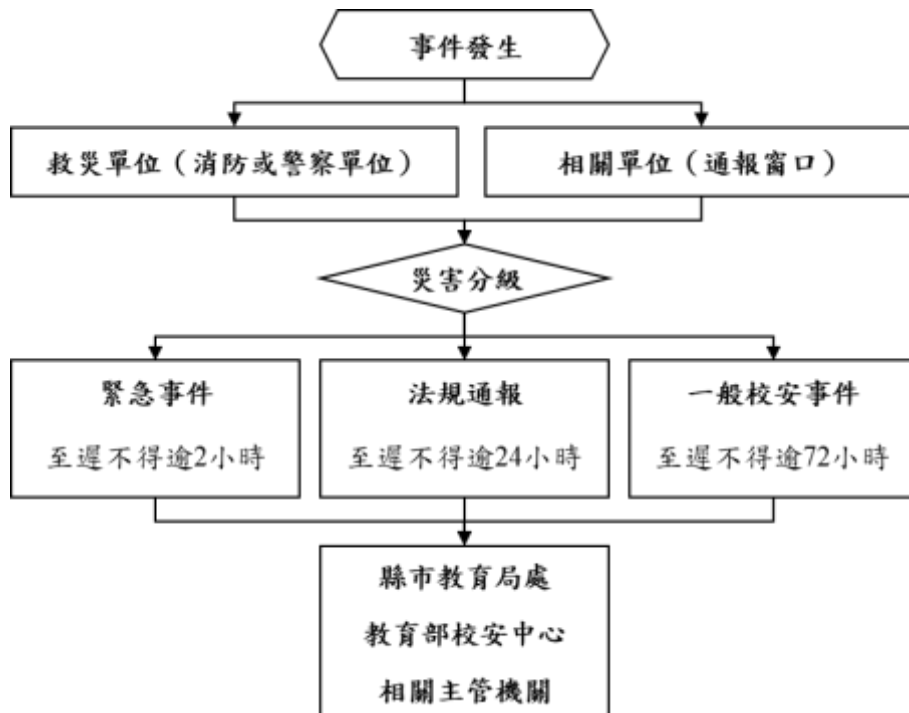 事件發生
救災單位（消防或警察單位）
相關單位（通報窗口）
災害分級
緊急事件
至遲不得逾2小時
法規通報
至遲不得逾24小時
一般校安事件
至遲不得逾72小時
縣市教育局處
教育部校安中心
相關主管機關